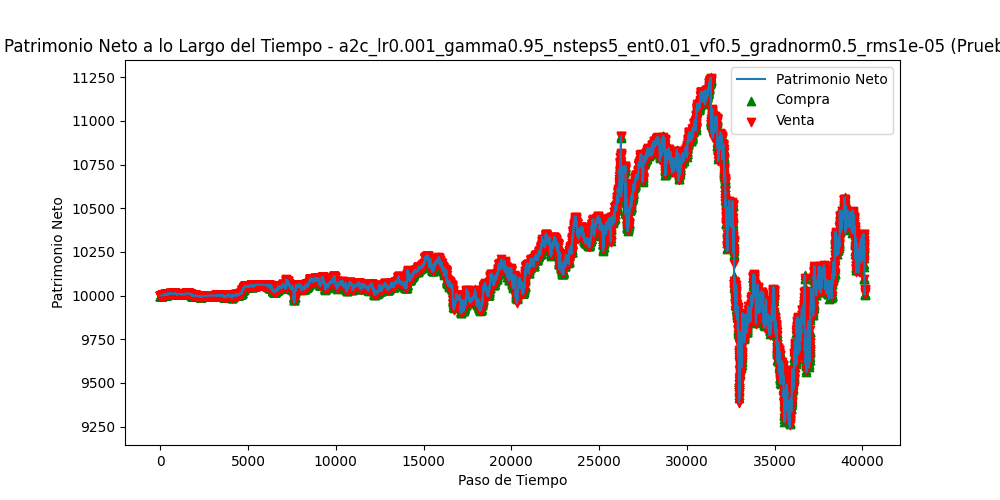 Patrimonio Neto a lo Largo del Tiempo - a2c_lr0.001_gamma0.95_nsteps5_ent0.01_vf0.5_gradnorm0.5_rms1e-05 (Prueb
Patrimonio Neto
Compra
Venta
11250
11000
10750
10500
10250
10000
9750
9500
9250
Patrimonio Neto
0 5000 10000 15000 20000 25000 30000 35000 40000
Paso de Tiempo